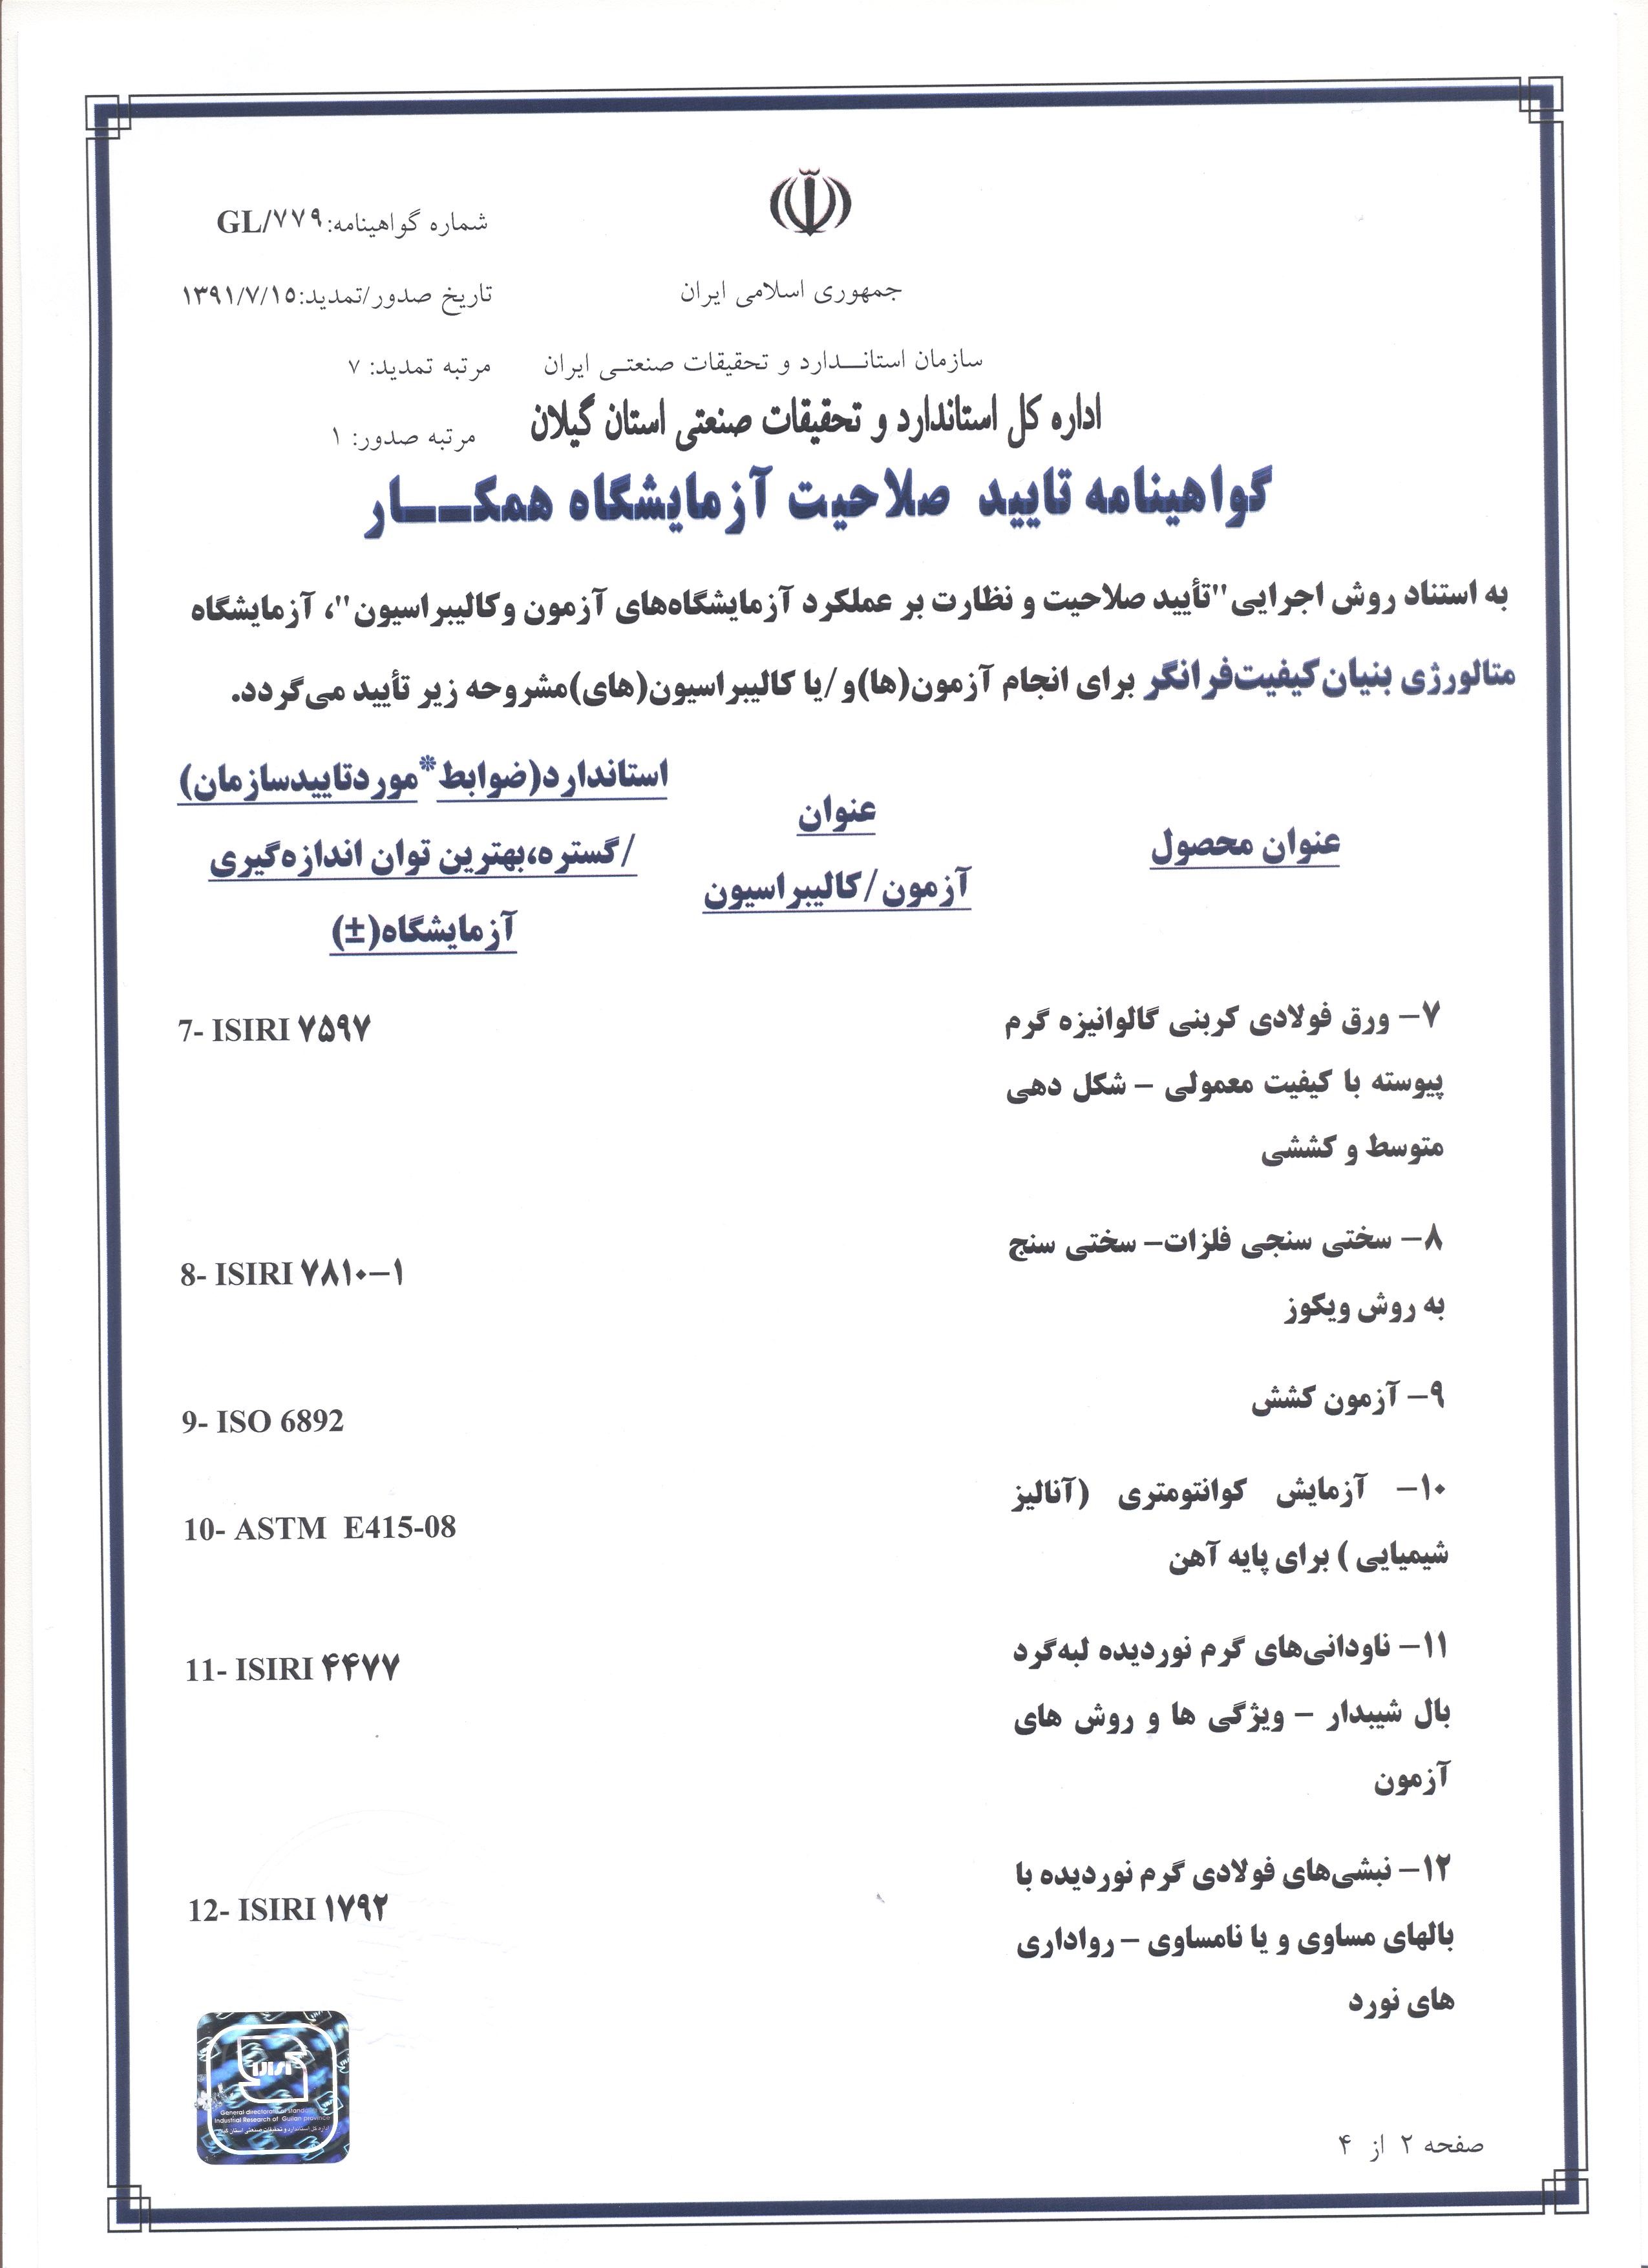 شماره گواهینامه: GL/۷۷۹
جمهوری اسلامی ایران
تاریخ صدور/تمدید: ۱۳۹۱/۷/۱۵
سازمان استانـــدارد و تحقیقات صنعتـی ایران
مرتبه تمدید: ۷
اداره کل استاندارد و تحقیقات صنعتی استان گیلان
مرتبه صدور: ۱
گواهینامه تایید صلاحیت آزمایشگاه همکـــار
به استناد روش اجرایی "تأیید صلاحیت و نظارت بر عملکرد آزمایشگاه‌های آزمون وکالیبراسیون"، آزمایشگاه
متالورژی بنیان‌کیفیت‌فرانگر برای انجام آزمون(ها)و/یا کالیبراسیون(های)مشروحه زیر تأیید می‌گردد.
عنوان محصول
عنوان
آزمون/کالیبراسیون
استاندارد(ضوابط*موردتاییدسازمان)
/گستره،بهترین توان اندازه‌گیری
آزمایشگاه(±)
۷– ورق فولادی کربنی گالوانیزه گرم
پیوسته با کیفیت معمولی – شکل دهی
متوسط و کششی
7- ISIRI ۷۵۹۷
۸– سختی سنجی فلزات– سختی سنج
به روش ویکوز
8- ISIRI ۷۸۱۰–۱
۹– آزمون کشش
9- ISO 6892
۱۰– آزمایش کوانتومتری (آنالیز
شیمیایی ) برای پایه آهن
10- ASTM E415-08
۱۱– ناودانی‌های گرم نوردیده لبه‌گرد
بال شیبدار – ویژگی ها و روش های
آزمون
11- ISIRI ۴۴۷۷
۱۲– نبشی‌های فولادی گرم نوردیده با
بالهای مساوی و یا نامساوی – رواداری
های نورد
12- ISIRI ۱۷۹۲
General directorate of standard
Industrial Research of Guilan province
اداره کل استاندارد و تحقیقات صنعتی استان
صفحه ۲ از ۴